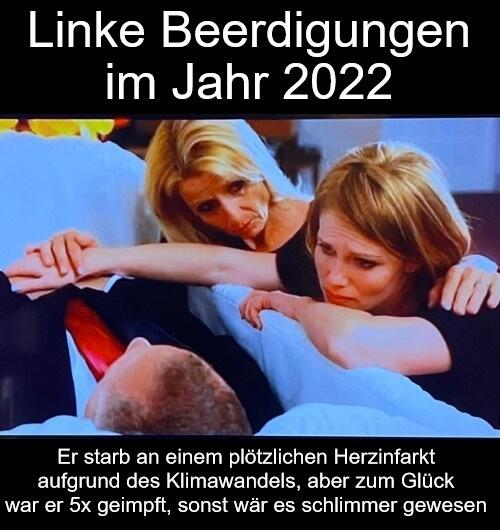 Linke Beerdigungen
im Jahr 2022
Er starb an einem plötzlichen Herzinfarkt
aufgrund des Klimawandels, aber zum Glück
war er 5x geimpft, sonst wär es schlimmer gewesen